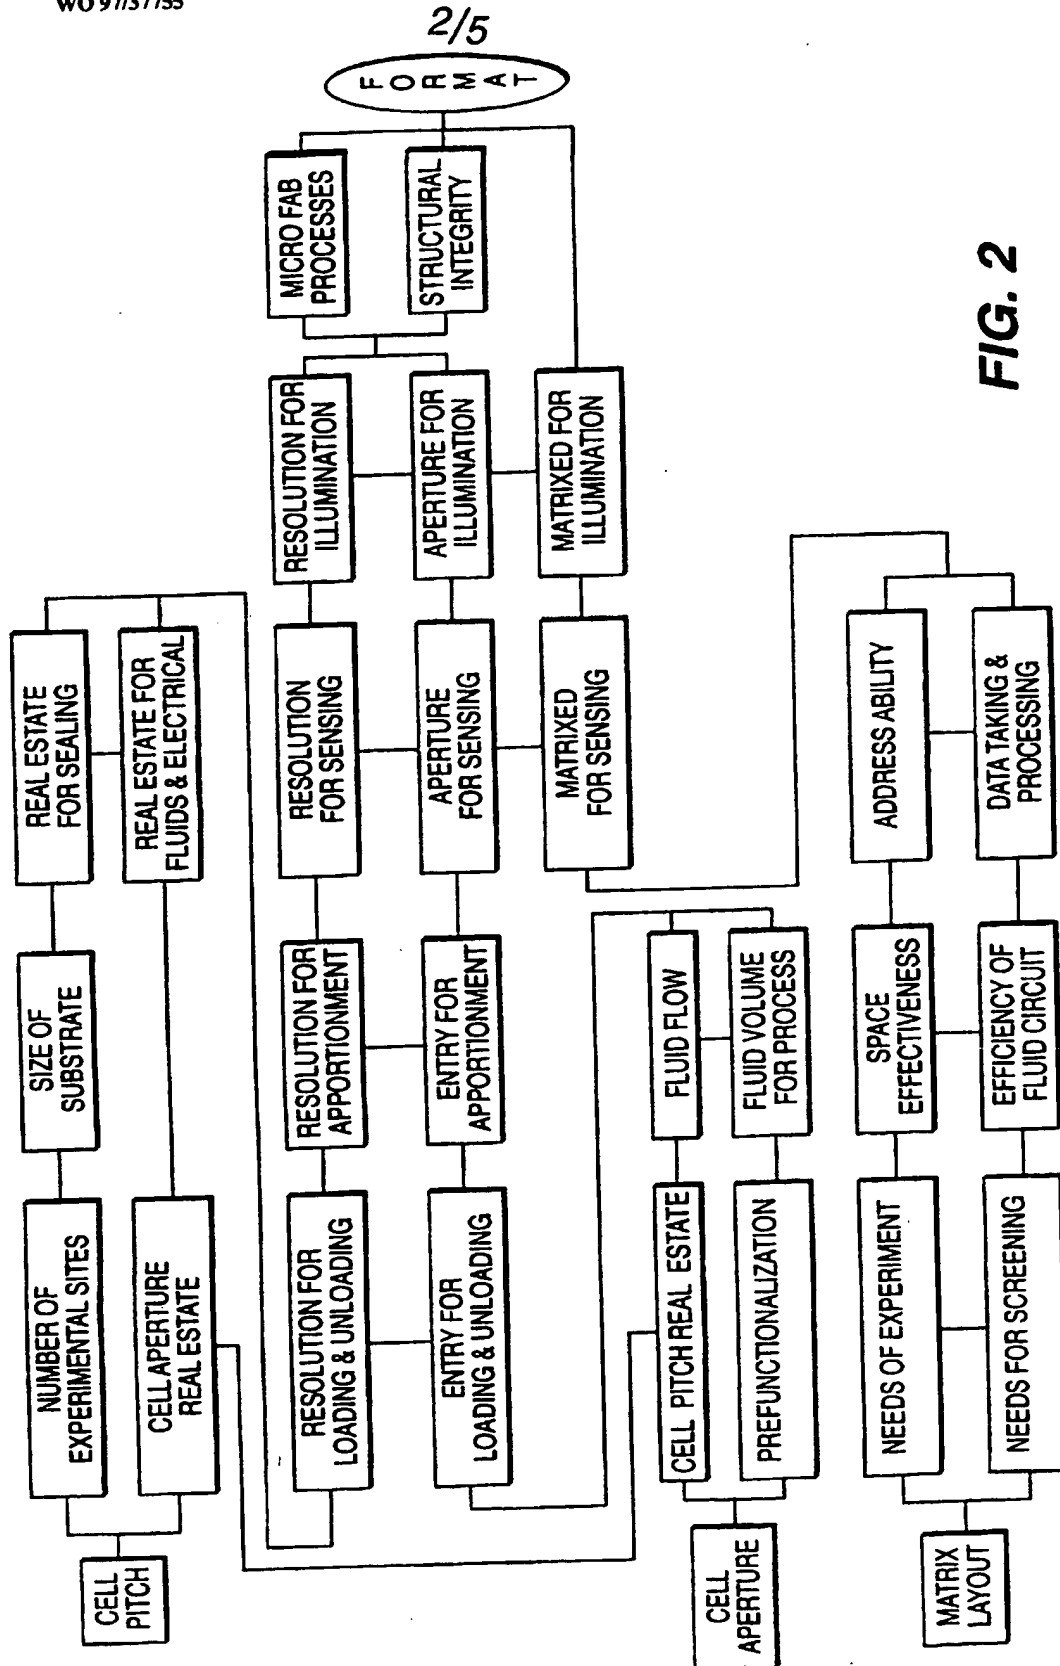 WO 97/37755
2/5
CELL
PITCH
NUMBER OF
EXPERIMENTAL SITES
SIZE OF
SUBSTRATE
REAL ESTATE
FOR SEALING
CELL APERTURE
REAL ESTATE
REAL ESTATE FOR
FLUIDS & ELECTRICAL
RESOLUTION FOR
LOADING & UNLOADING
RESOLUTION FOR
APPORTIONMENT
RESOLUTION
FOR SENSING
RESOLUTION FOR
ILLUMINATION
MICRO FAB
PROCESSES
FORMAT
ENTRY FOR
LOADING & UNLOADING
ENTRY FOR
APPORTIONMENT
APERTURE
FOR SENSING
APERTURE FOR
ILLUMINATION
STRUCTURAL
INTEGRITY
MATRIXED
FOR SENSING
MATRIXED FOR
ILLUMINATION
CELL
APERTURE
CELL PITCH REAL ESTATE
FLUID FLOW
PREFUNCTIONALIZATION
FLUID VOLUME
FOR PROCESS
MATRIX
LAYOUT
NEEDS OF EXPERIMENT
SPACE
EFFECTIVENESS
ADDRESS ABILITY
NEEDS FOR SCREENING
EFFICIENCY OF
FLUID CIRCUIT
DATA TAKING &
PROCESSING
FIG. 2